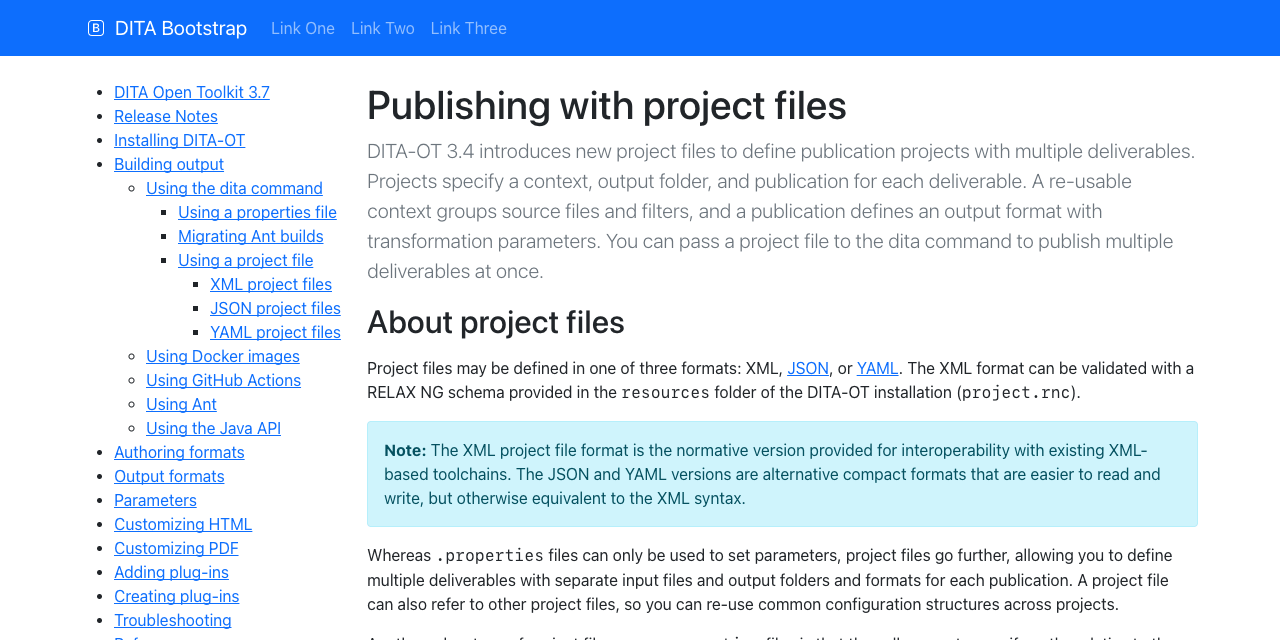 B DITA Bootstrap Link One Link Two Link Three
DITA Open Toolkit 3.7
Release Notes
Installing DITA-OT
Building output
Using the dita command
Using a properties file
Migrating Ant builds
Using a project file
XML project files
JSON project files
YAML project files
Using Docker images
Using GitHub Actions
Using Ant
Using the Java API
Authoring formats
Output formats
Parameters
Customizing HTML
Customizing PDF
Adding plug-ins
Creating plug-ins
Troubleshooting
Publishing with project files
DITA-OT 3.4 introduces new project files to define publication projects with multiple deliverables.
Projects specify a context, output folder, and publication for each deliverable. A re-usable
context groups source files and filters, and a publication defines an output format with
transformation parameters. You can pass a project file to the dita command to publish multiple
deliverables at once.
About project files
Project files may be defined in one of three formats: XML, JSON, or YAML. The XML format can be validated with a
RELAX NG schema provided in the resources folder of the DITA-OT installation (project.rnc).
Note: The XML project file format is the normative version provided for interoperability with existing XML-
based toolchains. The JSON and YAML versions are alternative compact formats that are easier to read and
write, but otherwise equivalent to the XML syntax.
Whereas .properties files can only be used to set parameters, project files go further, allowing you to define
multiple deliverables with separate input files and output folders and formats for each publication. A project file
can also refer to other project files, so you can re-use common configuration structures across projects.